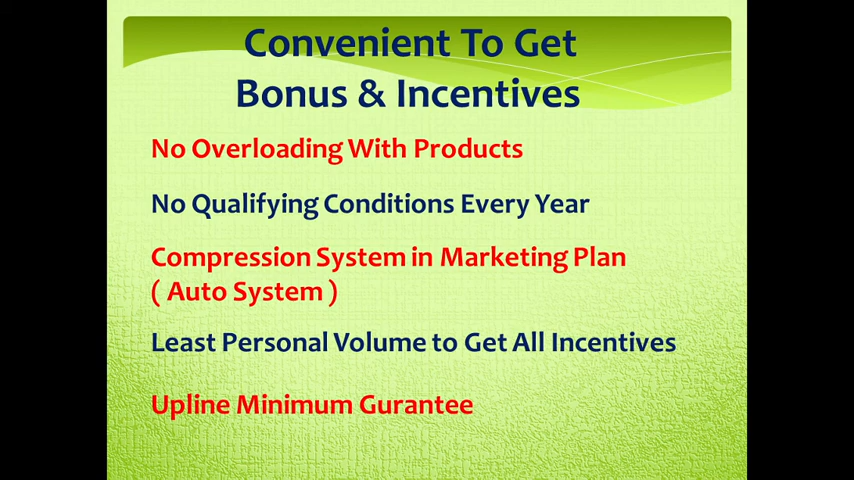 Convenient To Get
Bonus & Incentives
No Overloading With Products
No Qualifying Conditions Every Year
Compression System in Marketing Plan
( Auto System )
Least Personal Volume to Get All Incentives
Upline Minimum Gurantee